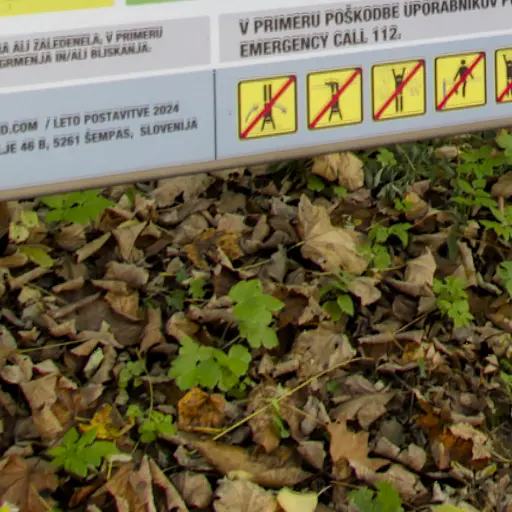 RA ALI ZALEDENELA, V PRIMERU
GRMENJA IN/ALI BLISKANJA.
V PRIMERU POŠKODBE UPORABNIKOV
EMERGENCY CALL 112.
D.COM / LETO POSTAVITVE 2024
JE 46 B, 5261 ŠEMPAS, SLOVENIJA